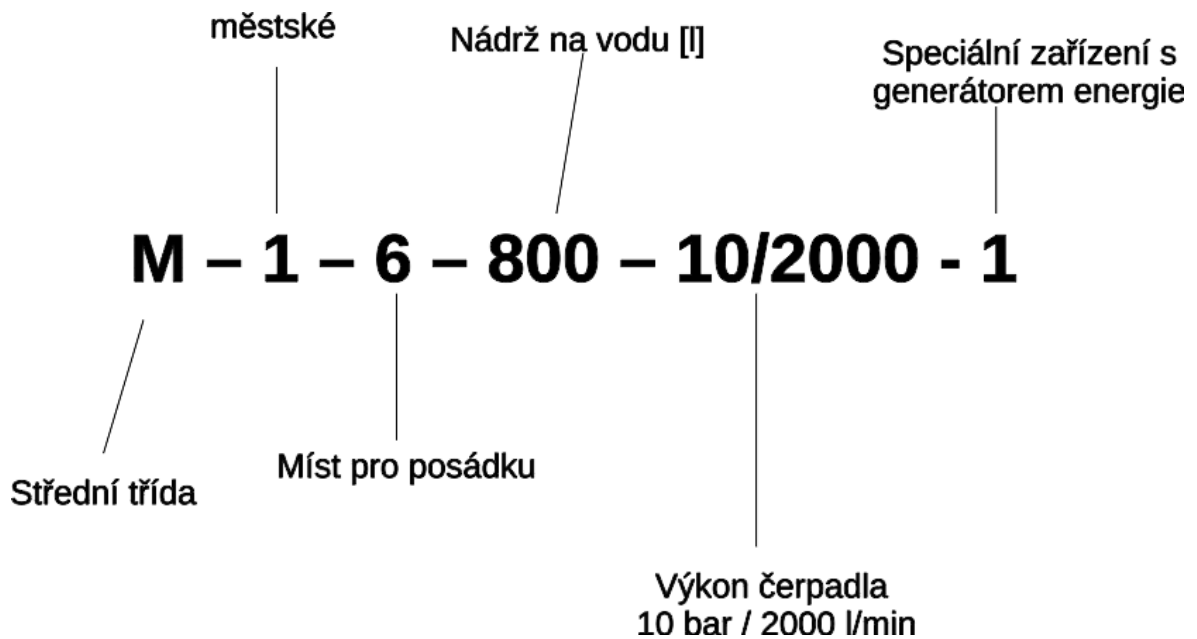 městské
Nádrž na vodu [l]
Speciální zařízení s
generátorem energie
M – 1 – 6 – 800 – 10/2000 - 1
Míst pro posádku
Střední třída
Výkon čerpadla
10 bar / 2000 l/min